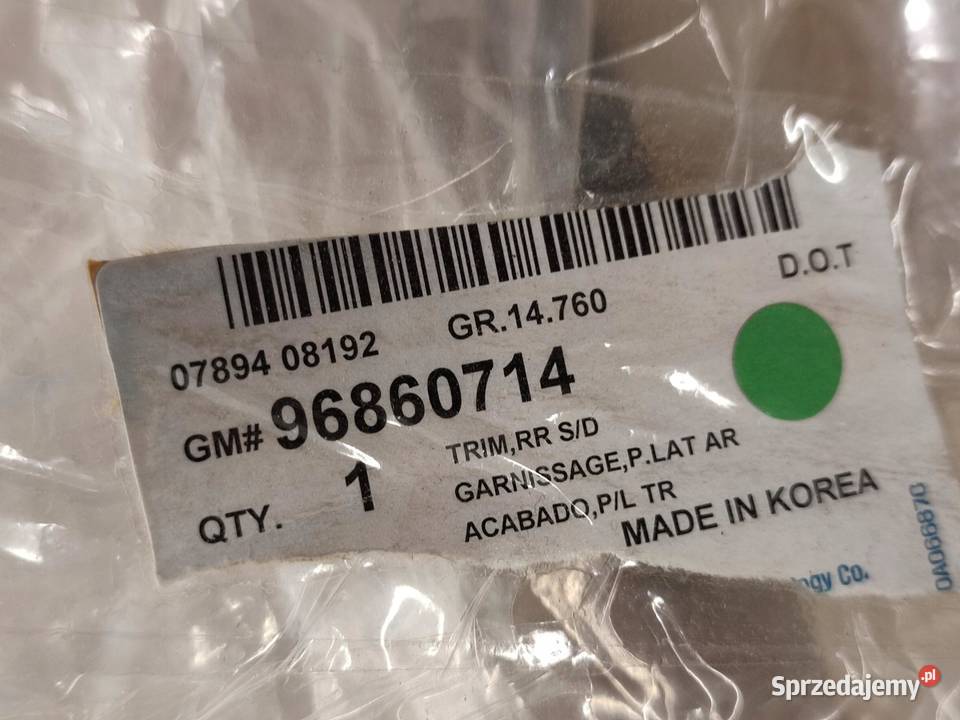 D.O.T
07894 08192 GR.14.760
GM# 96860714
QTY. 1
TRIM,RR S/D
GARNISSAGE,P.LAT AR
ACABADO,P/L TR
MADE IN KOREA
Co.
Sprzedajemy.pl